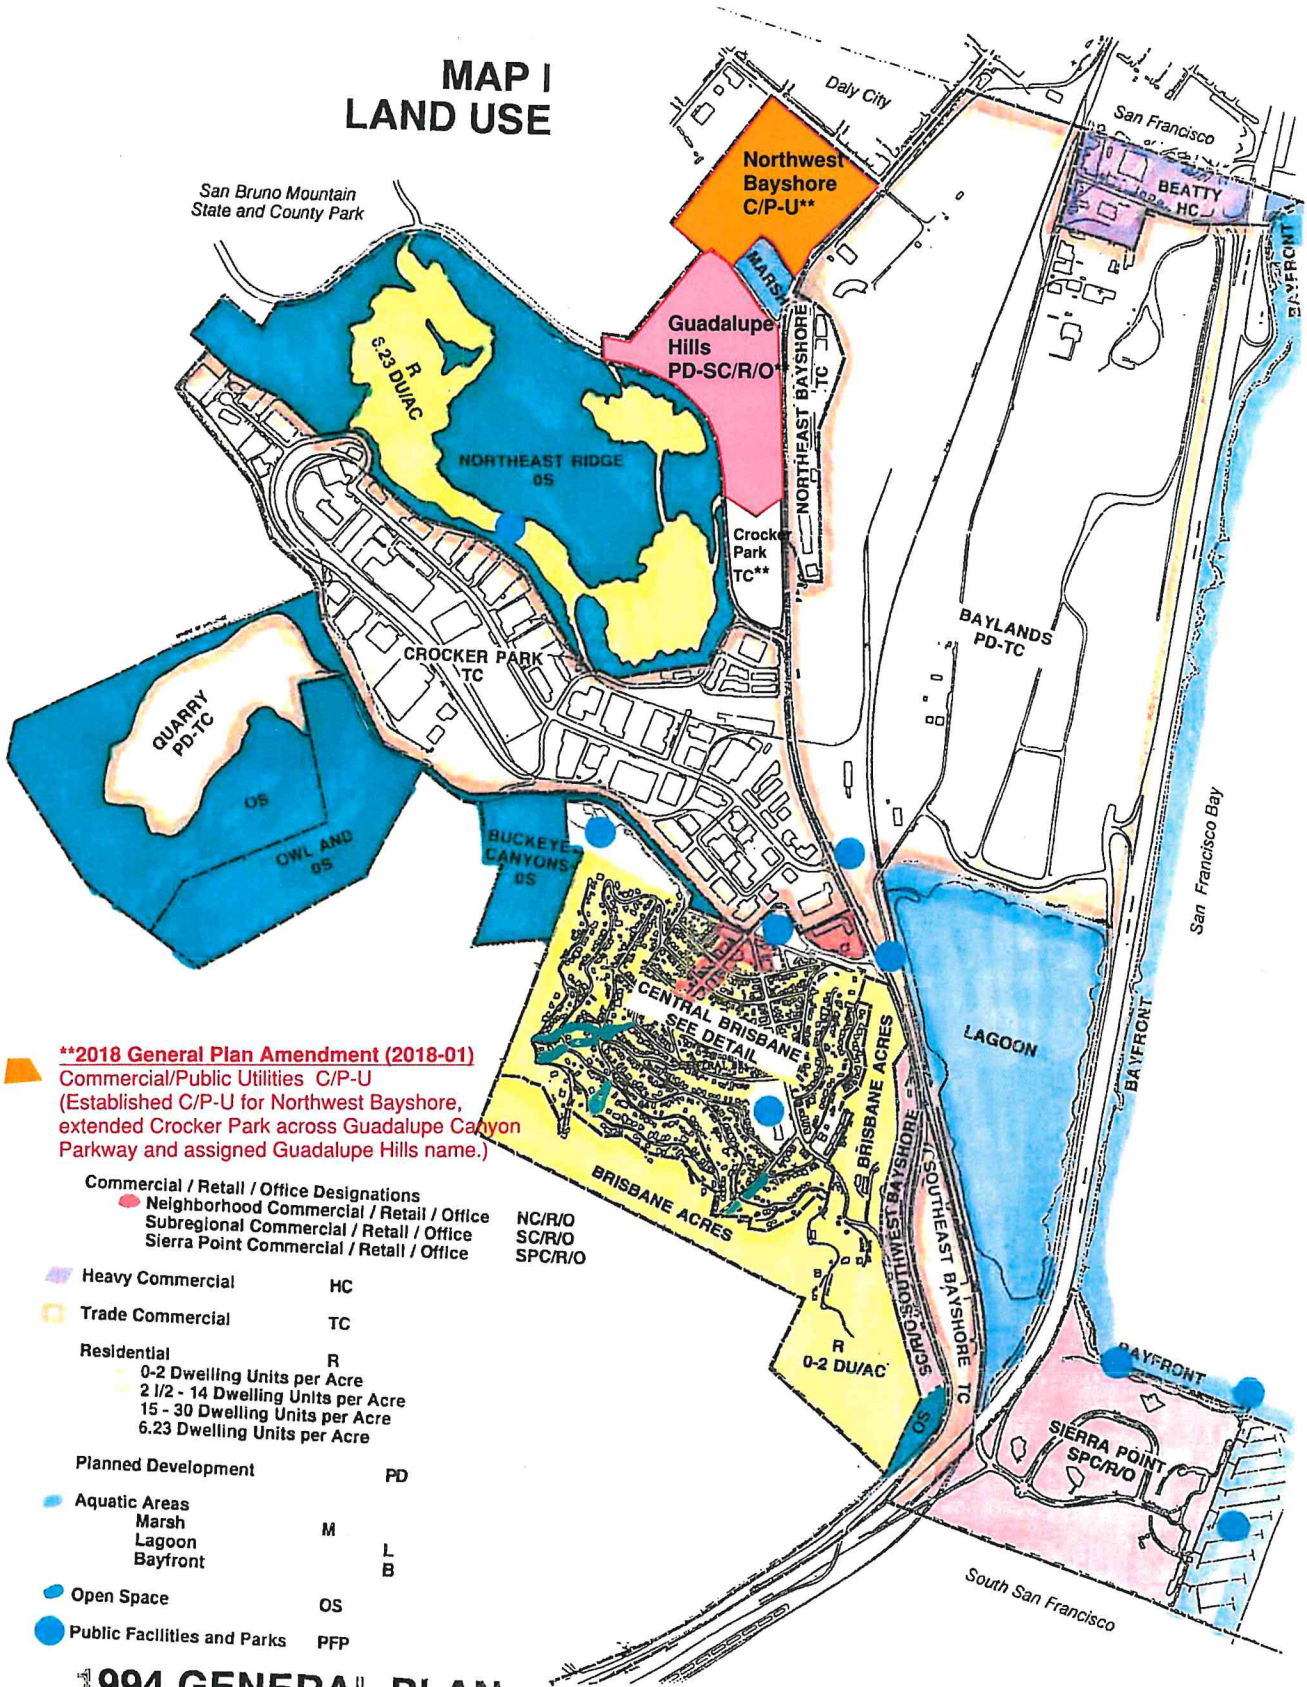 MAP I
LAND USE
Daly City
San Francisco
San Bruno Mountain
State and County Park
Northwest
Bayshore
C/P-U**
BEATTY
HC
BAYFRONT
MARSH
Guadalupe
Hills
PD-SC/R/O**
NORTHEAST BAYSHORE
TC
R
6.23 DU/AC
NORTHEAST RIDGE
OS
Crocker
Park
TC**
BAYLANDS
PD-TC
CROCKER PARK
TC
QUARRY
PD-TC
OS
OWL AND
OS
BUCKEYE
CANYONS
OS
San Francisco Bay
CENTRAL BRISBANE
SEE DETAIL
LAGOON
BAYFRONT
BRISBANE ACRES
BRISBANE ACRES
SC/R/O SOUTHWEST BAYSHORE
SOUTHEAST BAYSHORE
TC
R
0-2 DU/AC
OS
BAYFRONT
SIERRA POINT
SPC/R/O
South San Francisco
**2018 General Plan Amendment (2018-01)
Commercial/Public Utilities C/P-U
(Established C/P-U for Northwest Bayshore,
extended Crocker Park across Guadalupe Canyon
Parkway and assigned Guadalupe Hills name.)
Commercial / Retail / Office Designations
Neighborhood Commercial / Retail / Office NC/R/O
Subregional Commercial / Retail / Office SC/R/O
Sierra Point Commercial / Retail / Office SPC/R/O
Heavy Commercial HC
Trade Commercial TC
Residential R
0-2 Dwelling Units per Acre
2 1/2 - 14 Dwelling Units per Acre
15 - 30 Dwelling Units per Acre
6.23 Dwelling Units per Acre
Planned Development PD
Aquatic Areas
Marsh M
Lagoon L
Bayfront B
Open Space OS
Public Facilities and Parks PFP
1994 GENERAL PLAN